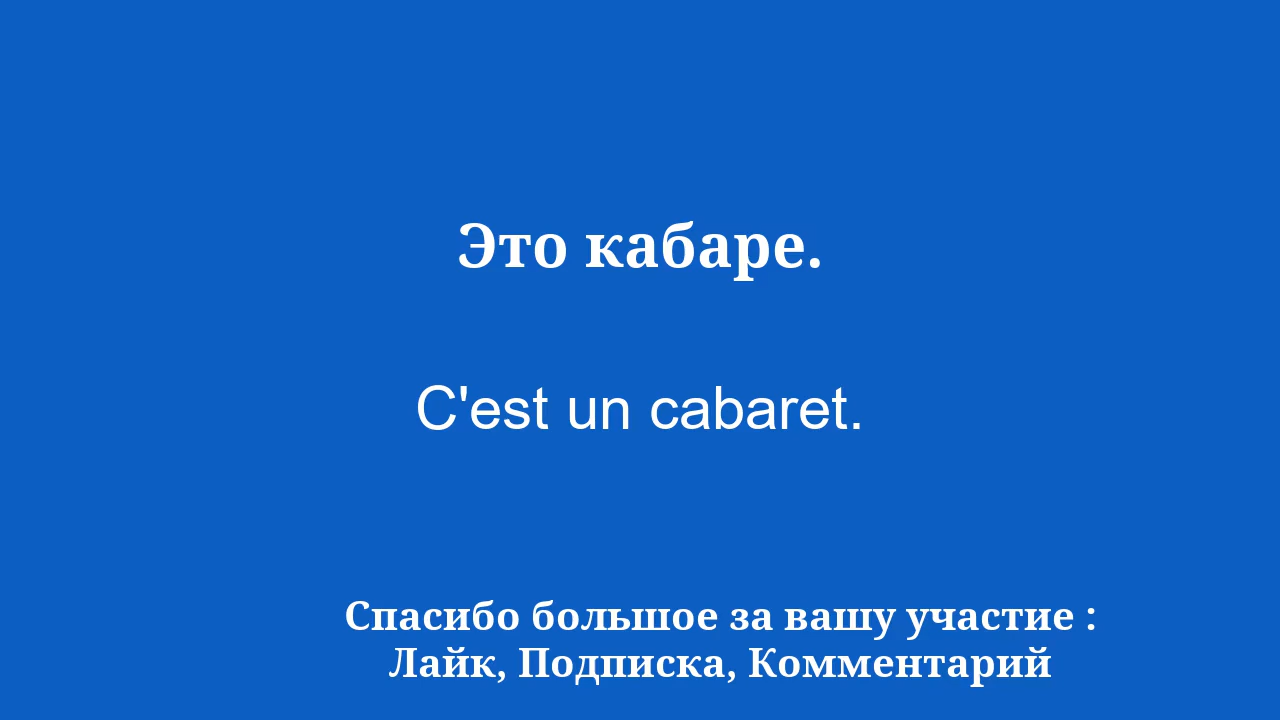 Это кабаре.
C'est un cabaret.
Спасибо большое за вашу участие :
Лайк, Подписка, Комментарий